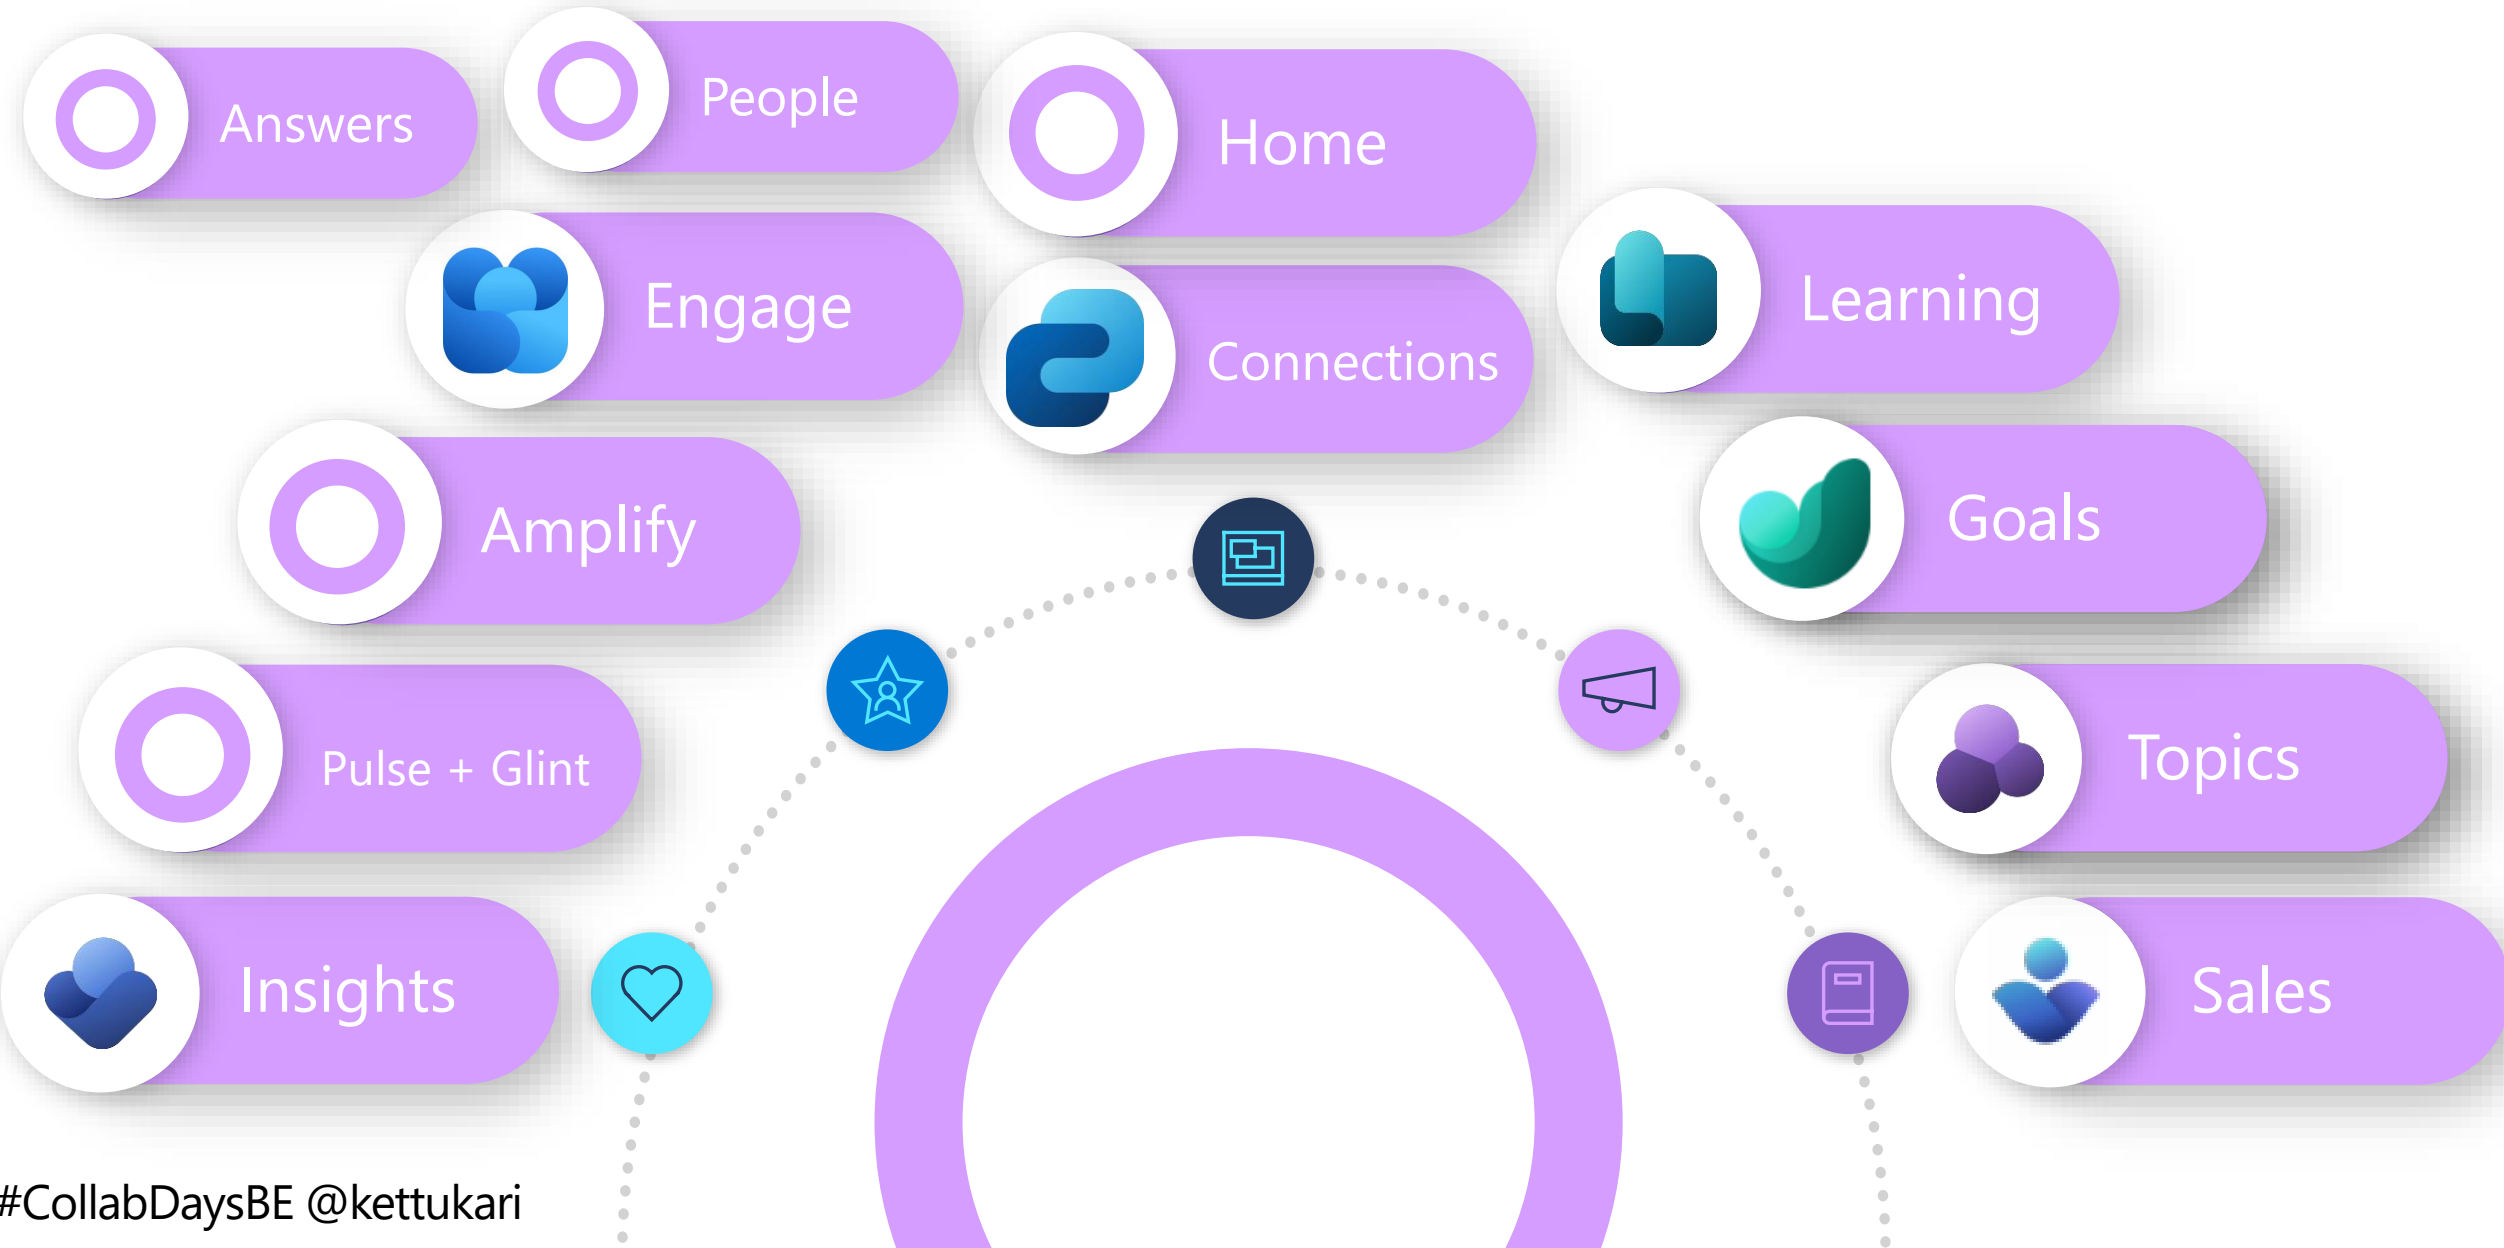 Answers
People
Home
Engage
Connections
Learning
Amplify
Goals
Pulse + Glint
Topics
Insights
Sales
#CollabDaysBE @kettukari